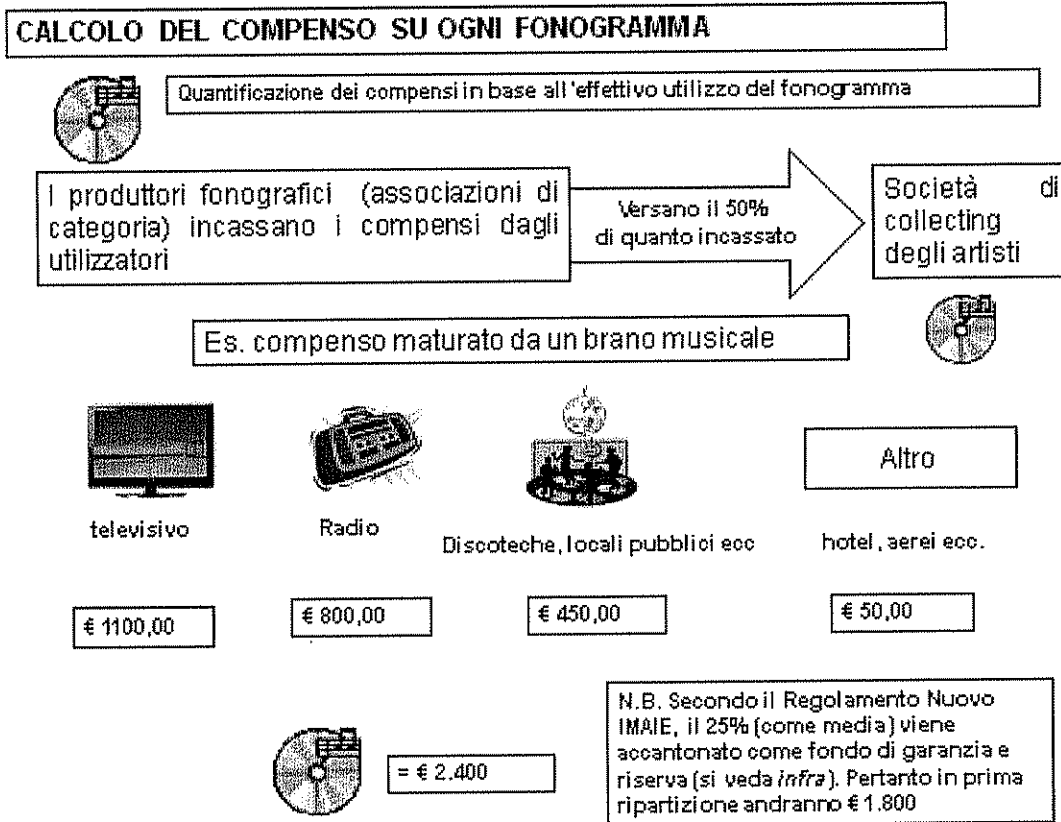 CALCOLO DEL COMPENSO SU OGNI FONOGRAMMA
Quantificazione dei compensi in base all'effettivo utilizzo del fonogramma
I produttori fonografici (associazioni di
categoria) incassano i compensi dagli
utilizzatori
Versano il 50%
di quanto incassato
Società di
collecting
degli artisti
Es. compenso maturato da un brano musicale
televisivo
Radio
Discoteche, locali pubblici ecc
Altro
hotel, aerei ecc.
€ 1100,00
€ 800,00
€ 450,00
€ 50,00
= € 2.400
N.B. Secondo il Regolamento Nuovo
IMAIE, il 25% (come media) viene
accantonato come fondo di garanzia e
riserva (si veda infra). Pertanto in prima
ripartizione andranno € 1.800